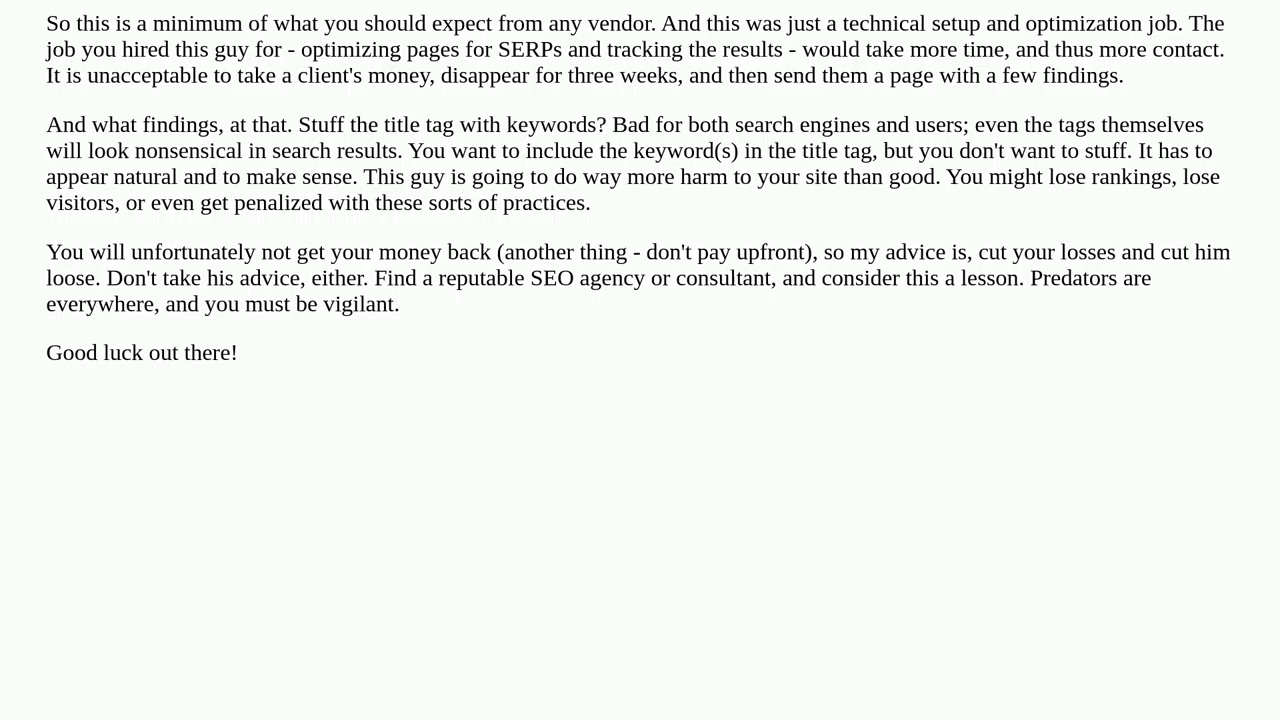 So this is a minimum of what you should expect from any vendor. And this was just a technical setup and optimization job. The
job you hired this guy for - optimizing pages for SERPs and tracking the results - would take more time, and thus more contact.
It is unacceptable to take a client's money, disappear for three weeks, and then send them a page with a few findings.
And what findings, at that. Stuff the title tag with keywords? Bad for both search engines and users; even the tags themselves
will look nonsensical in search results. You want to include the keyword(s) in the title tag, but you don't want to stuff. It has to
appear natural and to make sense. This guy is going to do way more harm to your site than good. You might lose rankings, lose
visitors, or even get penalized with these sorts of practices.
You will unfortunately not get your money back (another thing - don't pay upfront), so my advice is, cut your losses and cut him
loose. Don't take his advice, either. Find a reputable SEO agency or consultant, and consider this a lesson. Predators are
everywhere, and you must be vigilant.
Good luck out there!